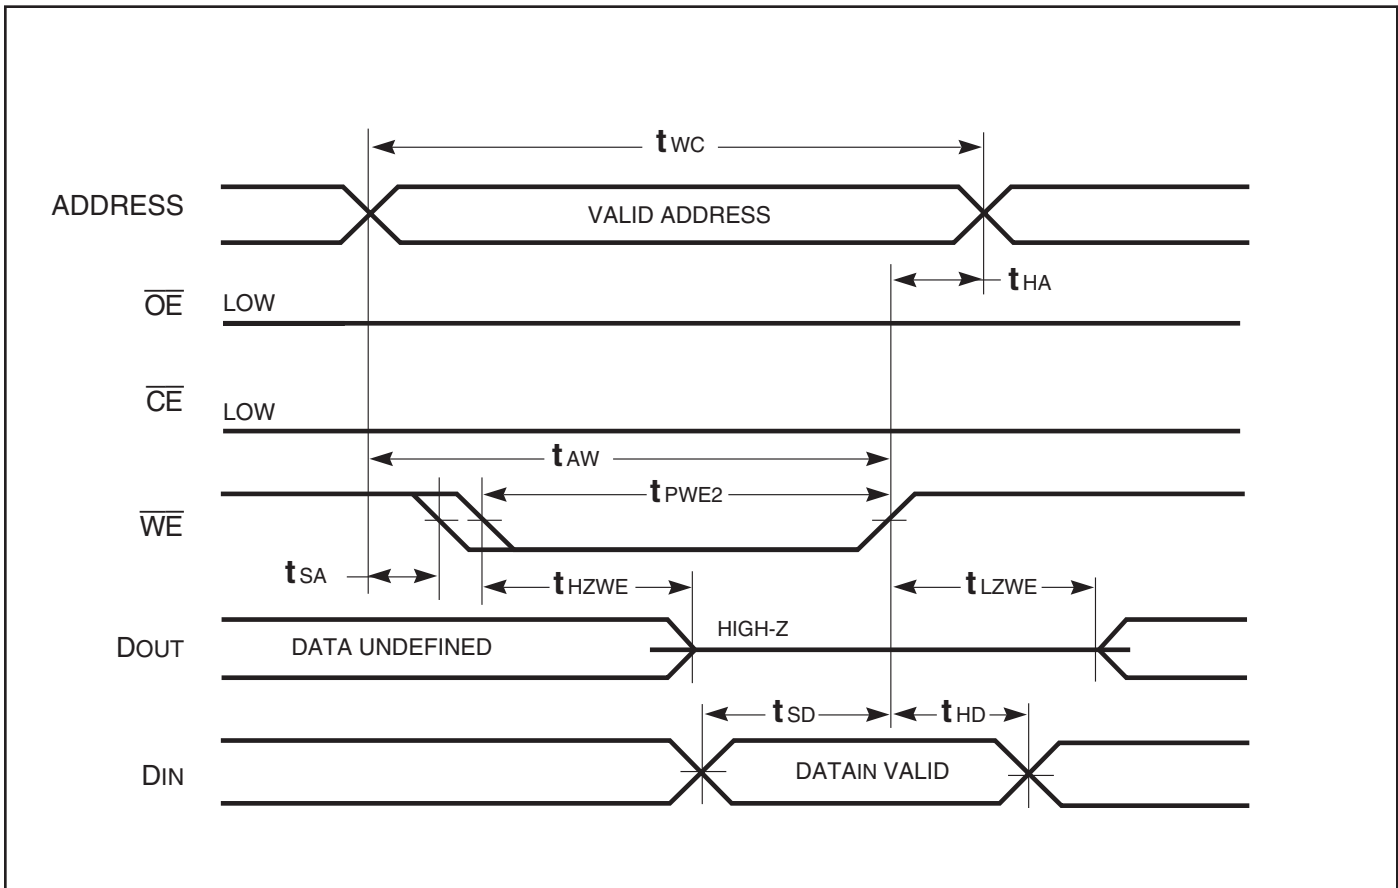 tWC
ADDRESS
VALID ADDRESS
tHA
OE
LOW
CE
LOW
tAW
tPWE2
WE
tSA
tHZWE
tLZWE
HIGH-Z
DOUT
DATA UNDEFINED
tSD
tHD
DIN
DATAIN VALID